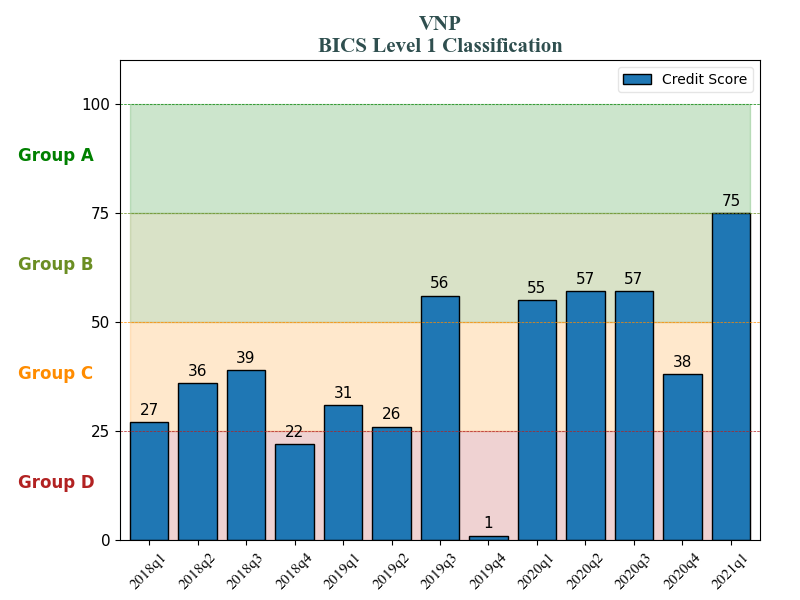 VNP
BICS Level 1 Classification
Credit Score
100
75
50
25
0
Group A
Group B
Group C
Group D
27
36
39
22
31
26
56
1
55
57
57
38
75
2018q1
2018q2
2018q3
2018q4
2019q1
2019q2
2019q3
2019q4
2020q1
2020q2
2020q3
2020q4
2021q1